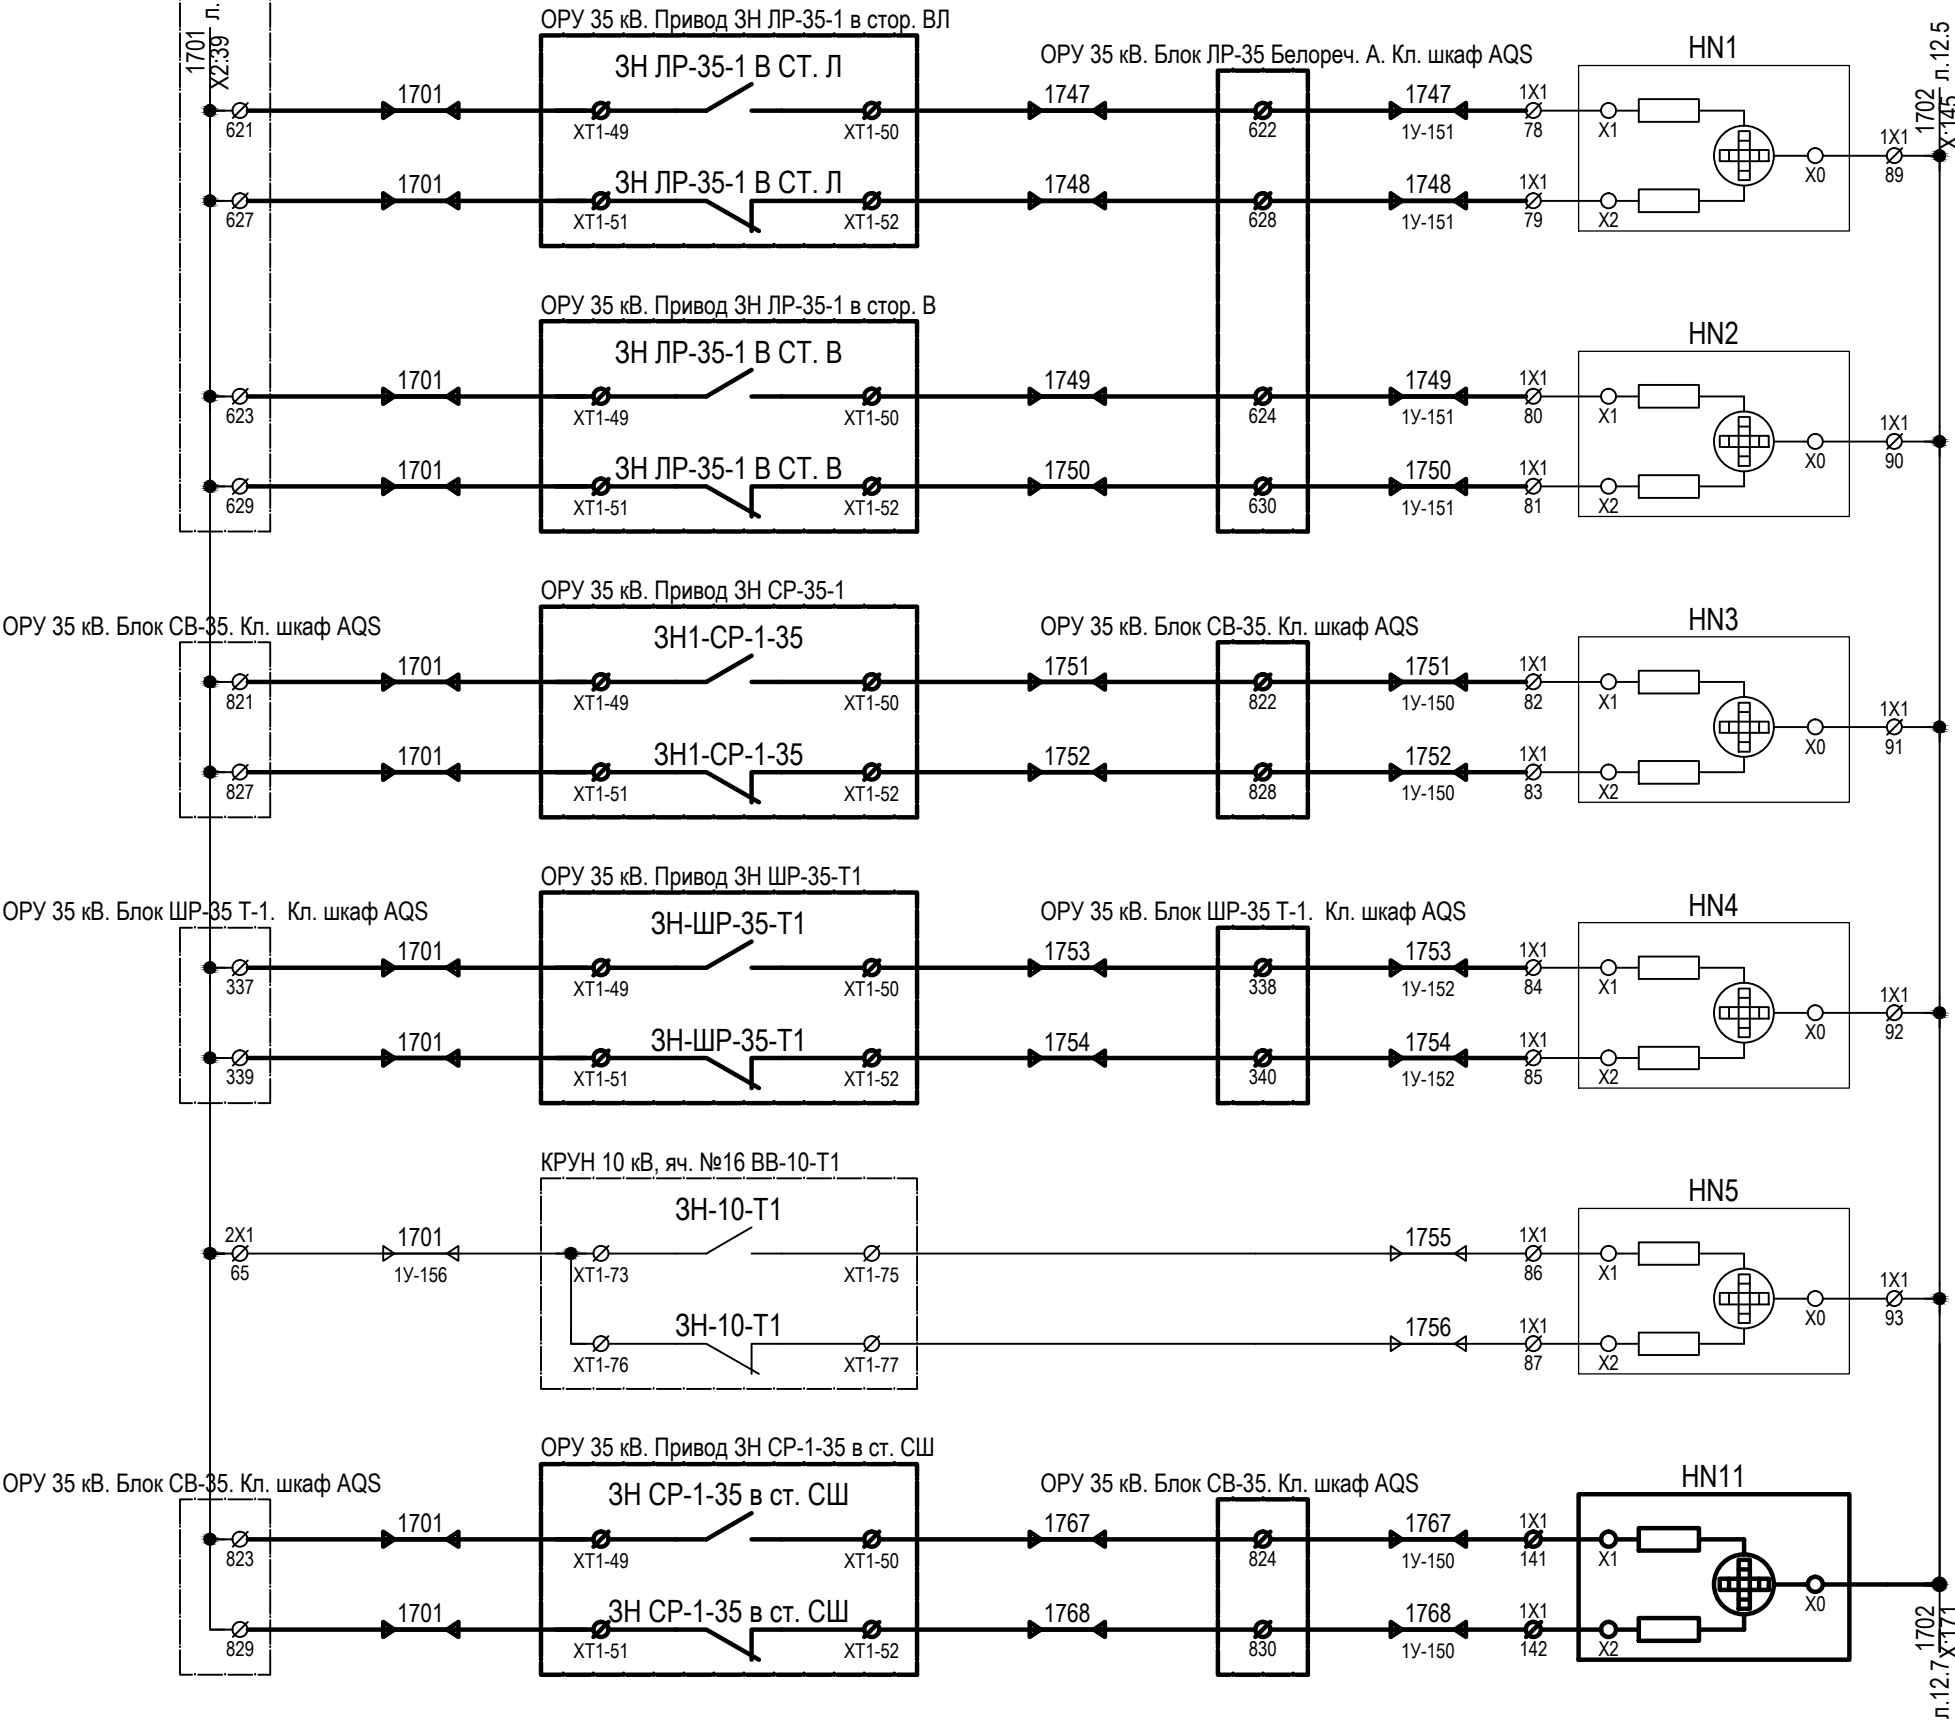 1701
X2:39
л.
ОРУ 35 кВ. Привод ЗН ЛР-35-1 в стор. ВЛ
ОРУ 35 кВ. Блок ЛР-35 Белореч. А. Кл. шкаф AQS
HN1
1702
X:145
л.12.5
ЗН ЛР-35-1 В СТ. Л
621
1701
XT1-49
XT1-50
1747
622
1747
1У-151
1X1
78
X1
X0
1X1
89
ЗН ЛР-35-1 В СТ. Л
627
1701
XT1-51
XT1-52
1748
628
1748
1У-151
1X1
79
X2
ОРУ 35 кВ. Привод ЗН ЛР-35-1 в стор. В
HN2
ЗН ЛР-35-1 В СТ. В
623
1701
XT1-49
XT1-50
1749
624
1749
1У-151
1X1
80
X1
X0
1X1
90
ЗН ЛР-35-1 В СТ. В
629
1701
XT1-51
XT1-52
1750
630
1750
1У-151
1X1
81
X2
ОРУ 35 кВ. Блок СВ-35. Кл. шкаф AQS
ОРУ 35 кВ. Привод ЗН СР-35-1
ОРУ 35 кВ. Блок СВ-35. Кл. шкаф AQS
HN3
ЗН1-СР-1-35
821
1701
XT1-49
XT1-50
1751
822
1751
1У-150
1X1
82
X1
X0
1X1
91
ЗН1-СР-1-35
827
1701
XT1-51
XT1-52
1752
828
1752
1У-150
1X1
83
X2
ОРУ 35 кВ. Блок ШР-35 Т-1. Кл. шкаф AQS
ОРУ 35 кВ. Привод ЗН ШР-35-Т1
ОРУ 35 кВ. Блок ШР-35 Т-1. Кл. шкаф AQS
HN4
ЗН-ШР-35-Т1
337
1701
XT1-49
XT1-50
1753
338
1753
1У-152
1X1
84
X1
X0
1X1
92
ЗН-ШР-35-Т1
339
1701
XT1-51
XT1-52
1754
340
1754
1У-152
1X1
85
X2
КРУН 10 кВ, яч. №16 ВВ-10-Т1
HN5
ЗН-10-Т1
2X1
65
1701
1У-156
XT1-73
XT1-75
1755
1X1
86
X1
X0
1X1
93
ЗН-10-Т1
XT1-76
XT1-77
1756
1X1
87
X2
ОРУ 35 кВ. Блок СВ-35. Кл. шкаф AQS
ОРУ 35 кВ. Привод ЗН СР-1-35 в ст. СШ
ОРУ 35 кВ. Блок СВ-35. Кл. шкаф AQS
HN11
ЗН СР-1-35 в ст. СШ
823
1701
XT1-49
XT1-50
1767
824
1767
1У-150
1X1
141
X1
X0
ЗН СР-1-35 в ст. СШ
829
1701
XT1-51
XT1-52
1768
830
1768
1У-150
1X1
142
X2
1702
X:171
л.12.7